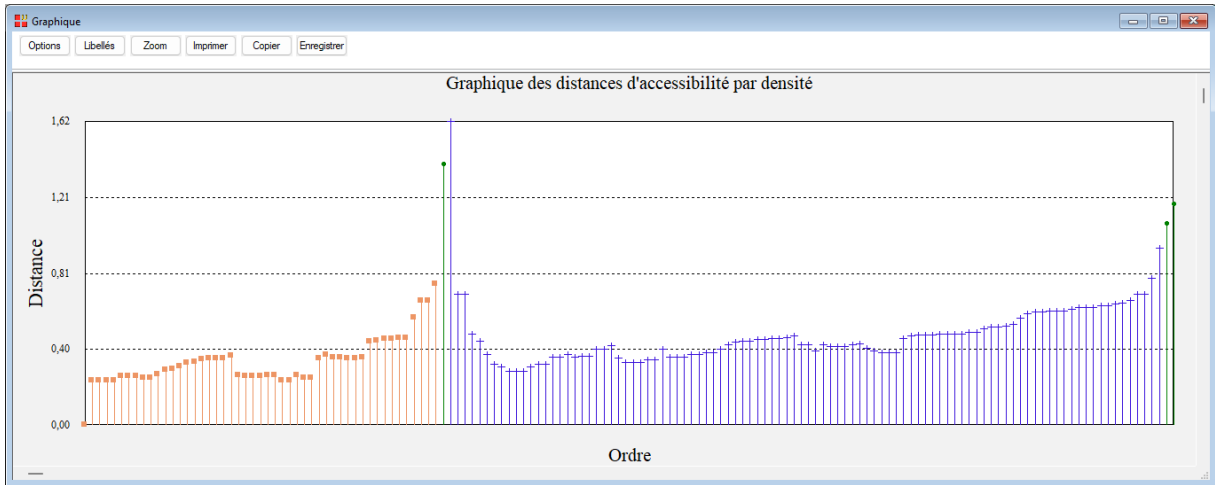 Graphique
Options Libellés Zoom Imprimer Copier Enregistrer
Graphique des distances d'accessibilité par densité
1,62
1,21
0,81
0,40
0,00
Distance
Ordre